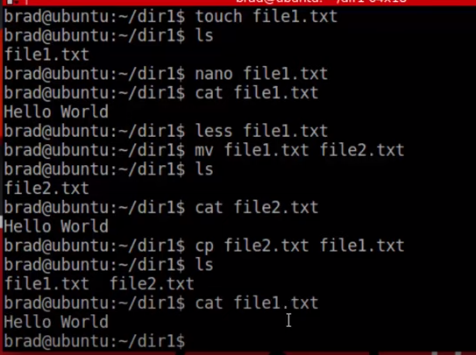 brad@ubuntu:~/dir1$ touch file1.txt
brad@ubuntu:~/dir1$ ls
file1.txt
brad@ubuntu:~/dir1$ nano file1.txt
brad@ubuntu:~/dir1$ cat file1.txt
Hello World
brad@ubuntu:~/dir1$ less file1.txt
brad@ubuntu:~/dir1$ mv file1.txt file2.txt
brad@ubuntu:~/dir1$ ls
file2.txt
brad@ubuntu:~/dir1$ cat file2.txt
Hello World
brad@ubuntu:~/dir1$ cp file2.txt file1.txt
brad@ubuntu:~/dir1$ ls
file1.txt  file2.txt
brad@ubuntu:~/dir1$ cat file1.txt
Hello World
brad@ubuntu:~/dir1$